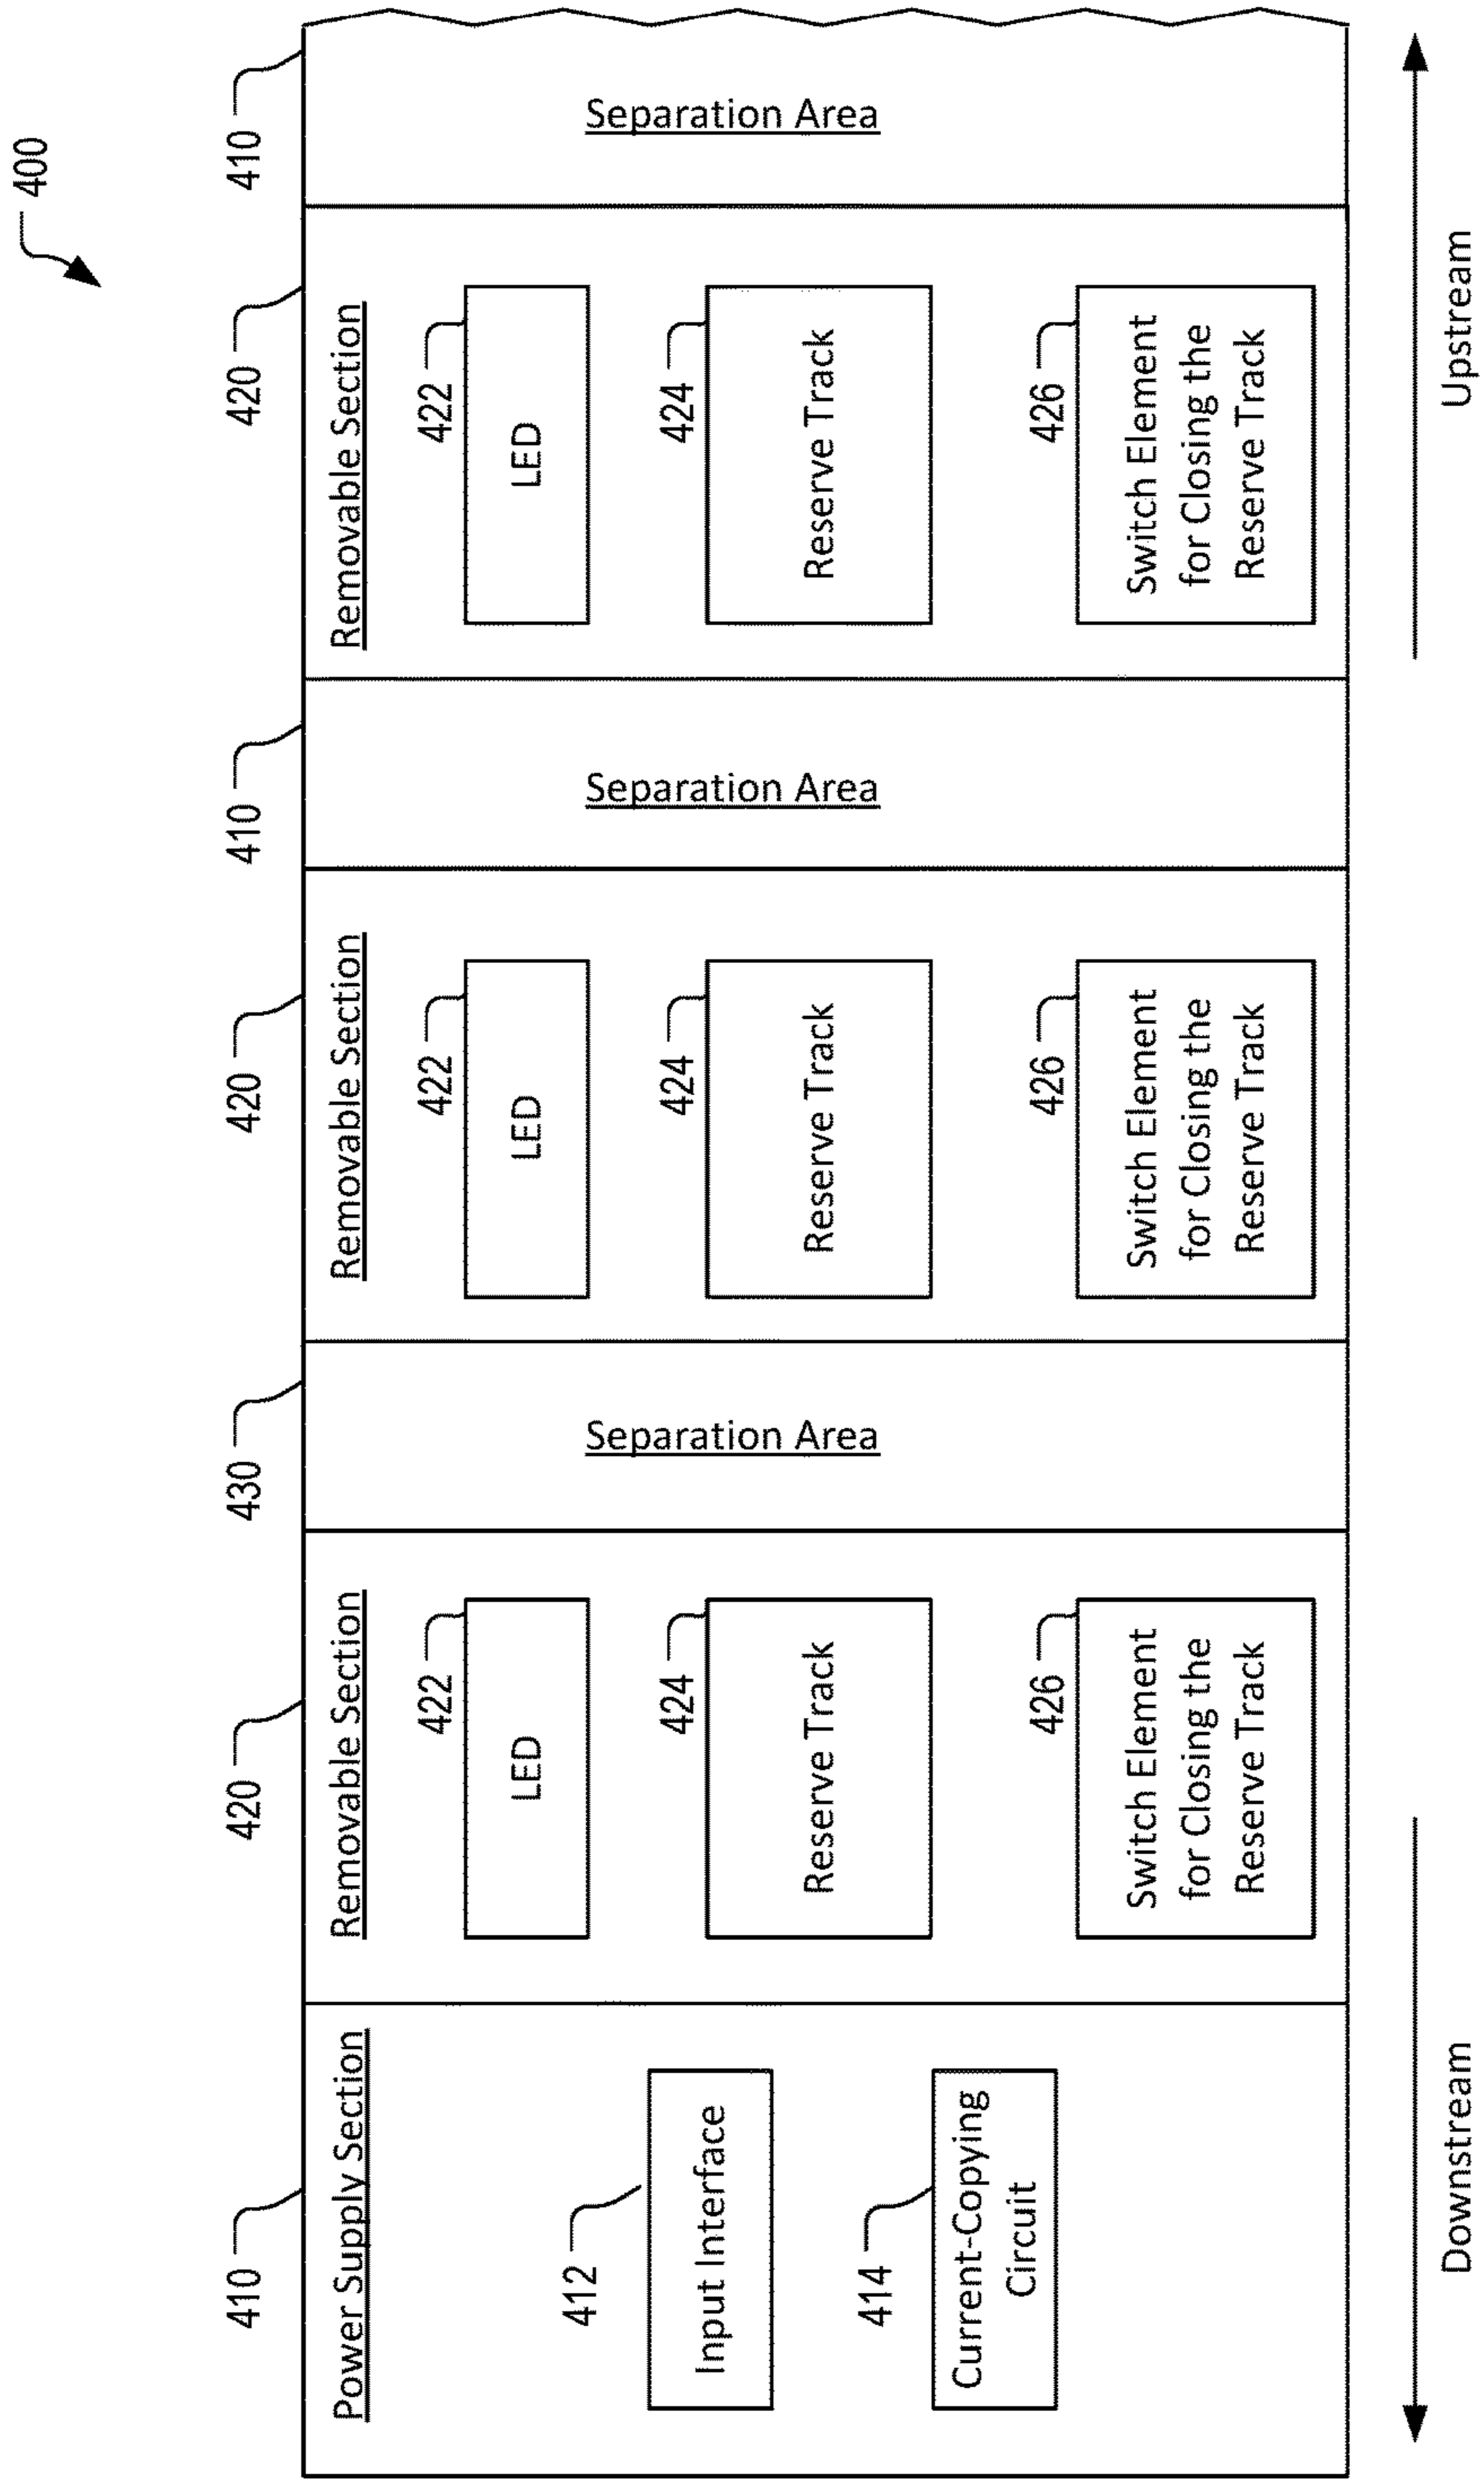 400
410
420
430
420
410
420
410
Power Supply Section
412
Input Interface
414
Current-Copying
Circuit
Removable Section
422
LED
424
Reserve Track
426
Switch Element
for Closing the
Reserve Track
Separation Area
Removable Section
422
LED
424
Reserve Track
426
Switch Element
for Closing the
Reserve Track
Separation Area
Removable Section
422
LED
424
Reserve Track
426
Switch Element
for Closing the
Reserve Track
Separation Area
Downstream
Upstream